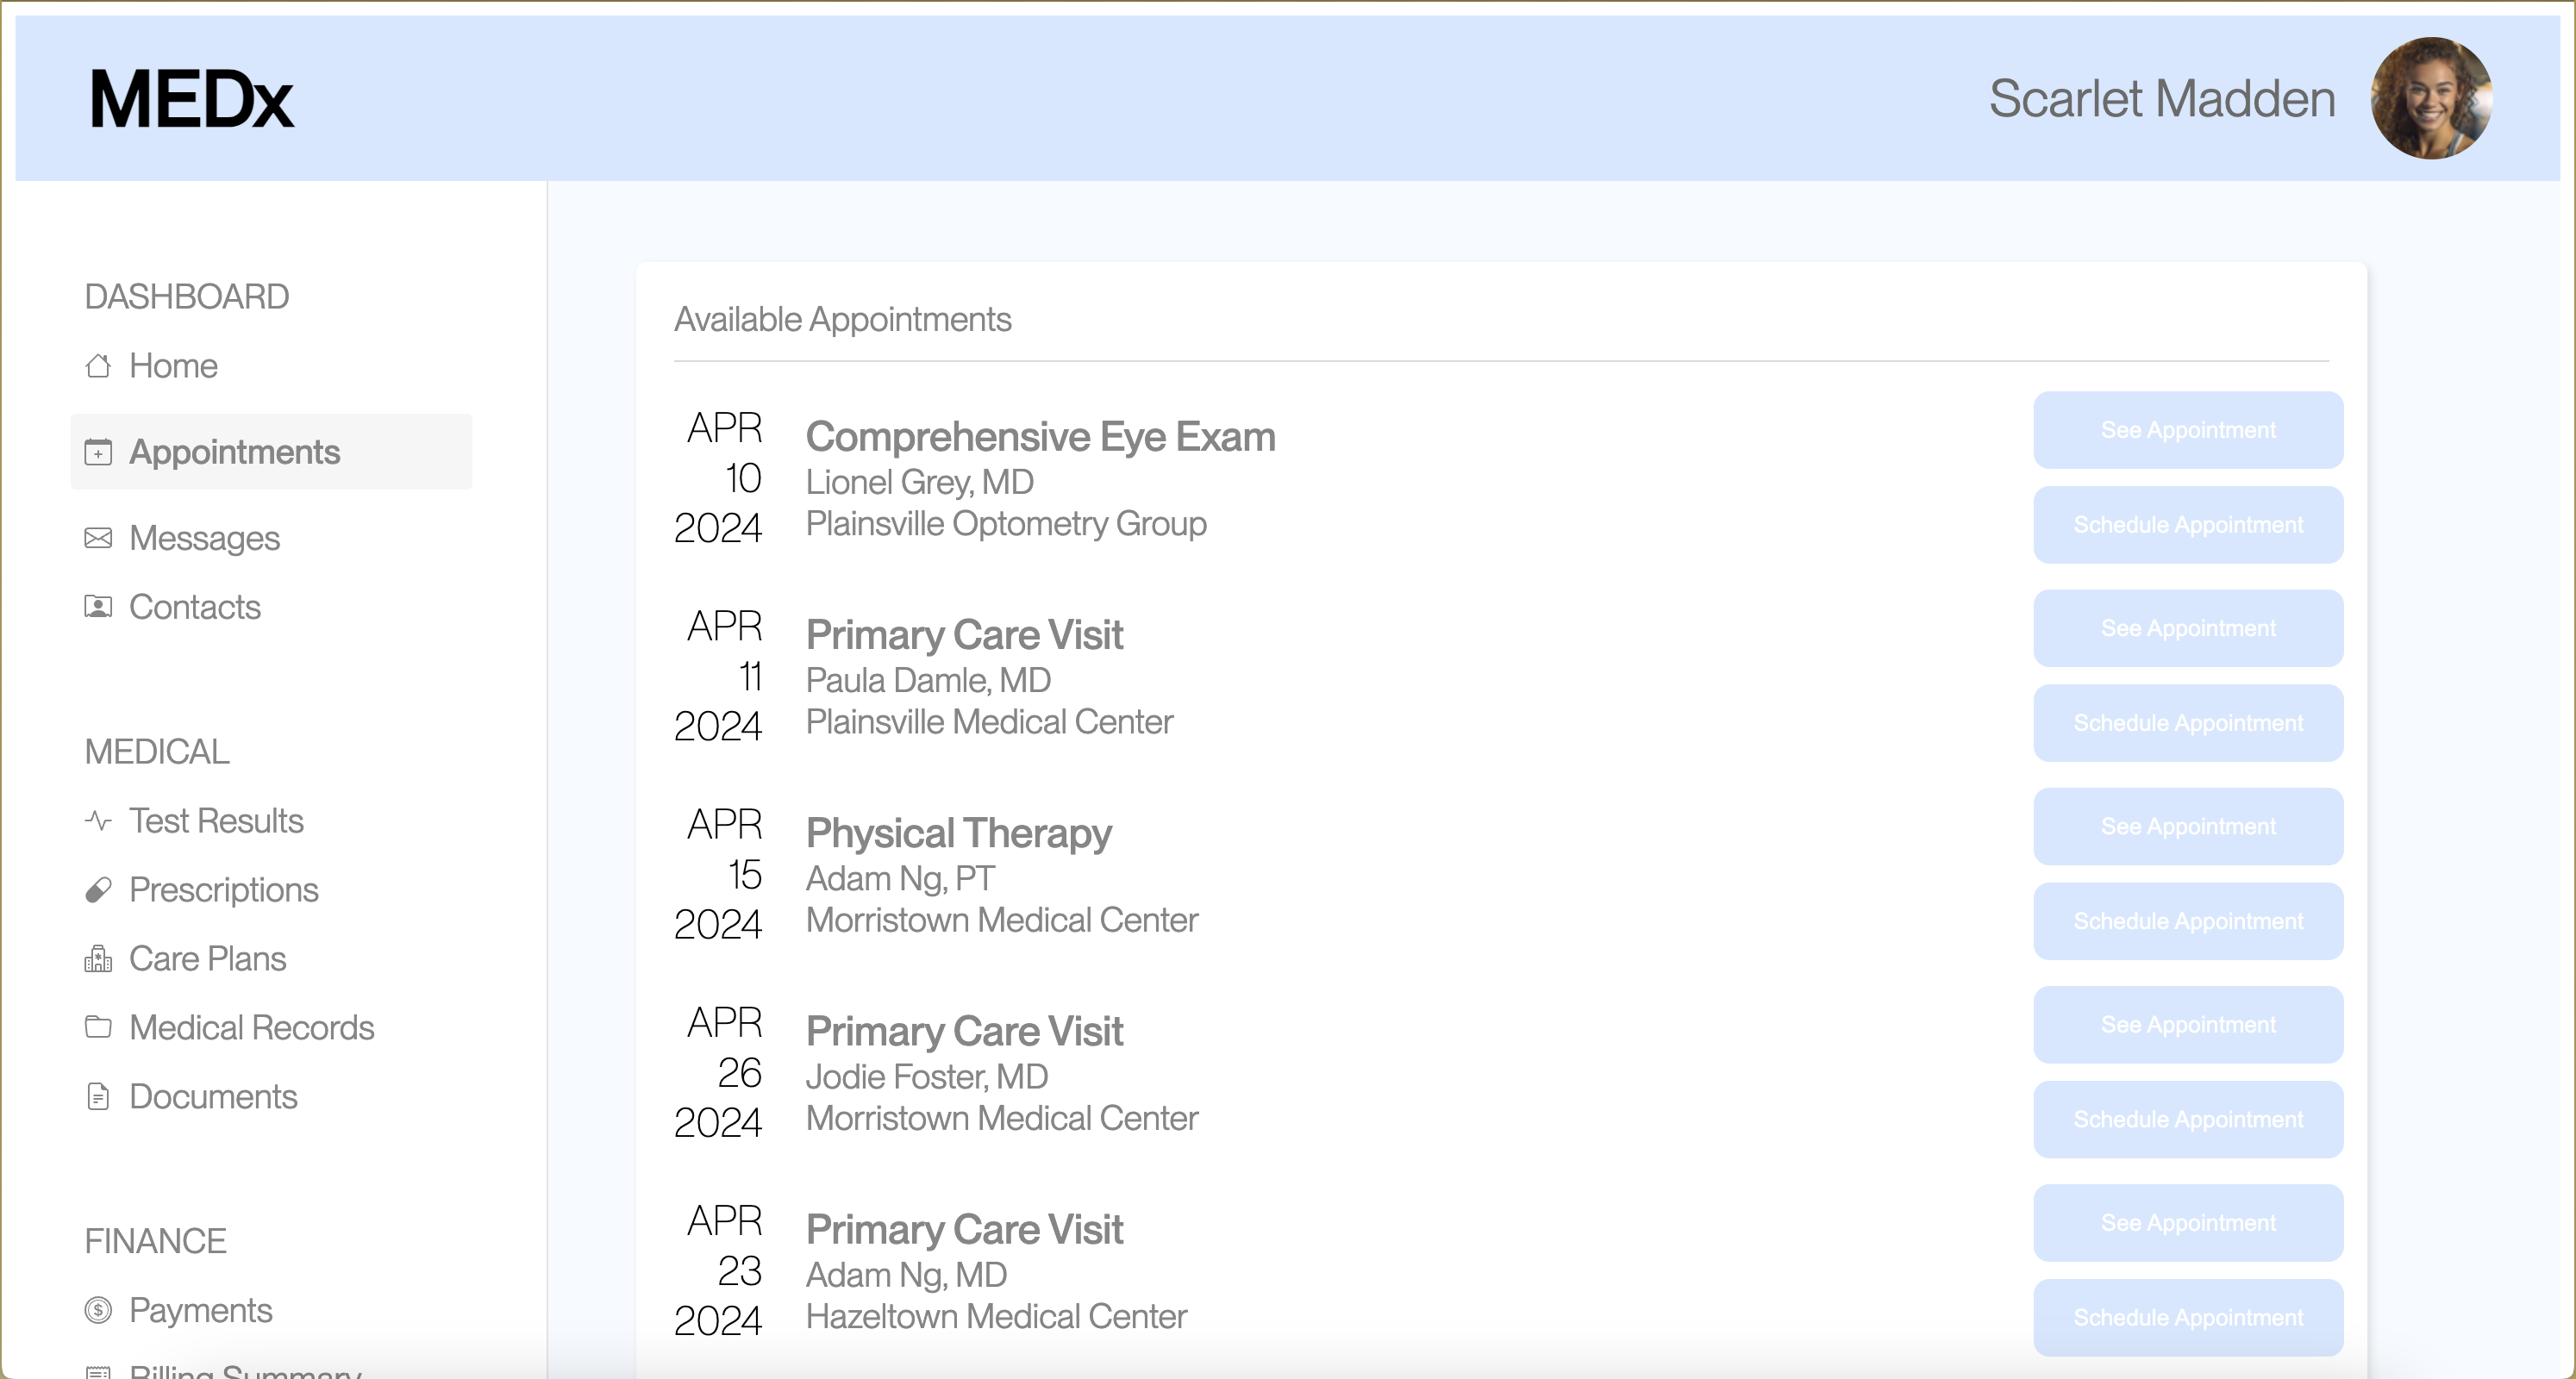 MEDx
Scarlet Madden
DASHBOARD
Home
Appointments
Messages
Contacts
MEDICAL
Test Results
Prescriptions
Care Plans
Medical Records
Documents
FINANCE
Payments
Billing Summary
Available Appointments
APR
10
2024
Comprehensive Eye Exam
Lionel Grey, MD
Plainsville Optometry Group
See Appointment
Schedule Appointment
APR
11
2024
Primary Care Visit
Paula Damle, MD
Plainsville Medical Center
See Appointment
Schedule Appointment
APR
15
2024
Physical Therapy
Adam Ng, PT
Morristown Medical Center
See Appointment
Schedule Appointment
APR
26
2024
Primary Care Visit
Jodie Foster, MD
Morristown Medical Center
See Appointment
Schedule Appointment
APR
23
2024
Primary Care Visit
Adam Ng, MD
Hazeltown Medical Center
See Appointment
Schedule Appointment